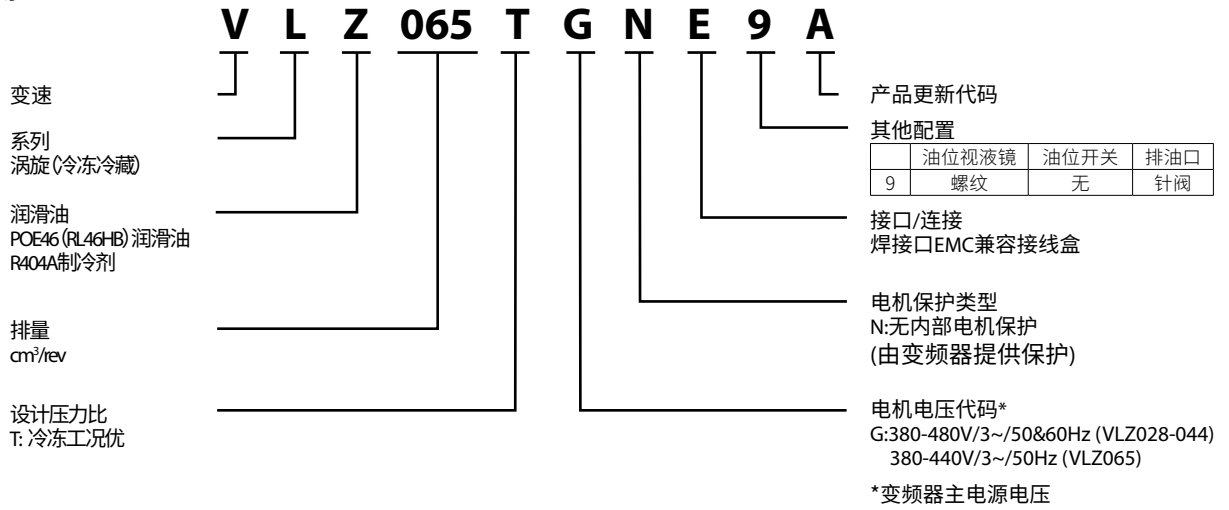 V L Z 065 T G N E 9 A
变速
系列
涡旋(冷冻冷藏)
润滑油
POE46 (RL46HB) 润滑油
R404A制冷剂
排量
cm³/rev
设计压力比
T: 冷冻工况优
产品更新代码
其他配置
油位视液镜 油位开关 排油口
9 螺纹 无 针阀
接口/连接
焊接口EMC兼容接线盒
电机保护类型
N:无内部电机保护
(由变频器提供保护)
电机电压代码*
G:380-480V/3~/50&60Hz (VLZ028-044)
380-440V/3~/50Hz (VLZ065)
*变频器主电源电压